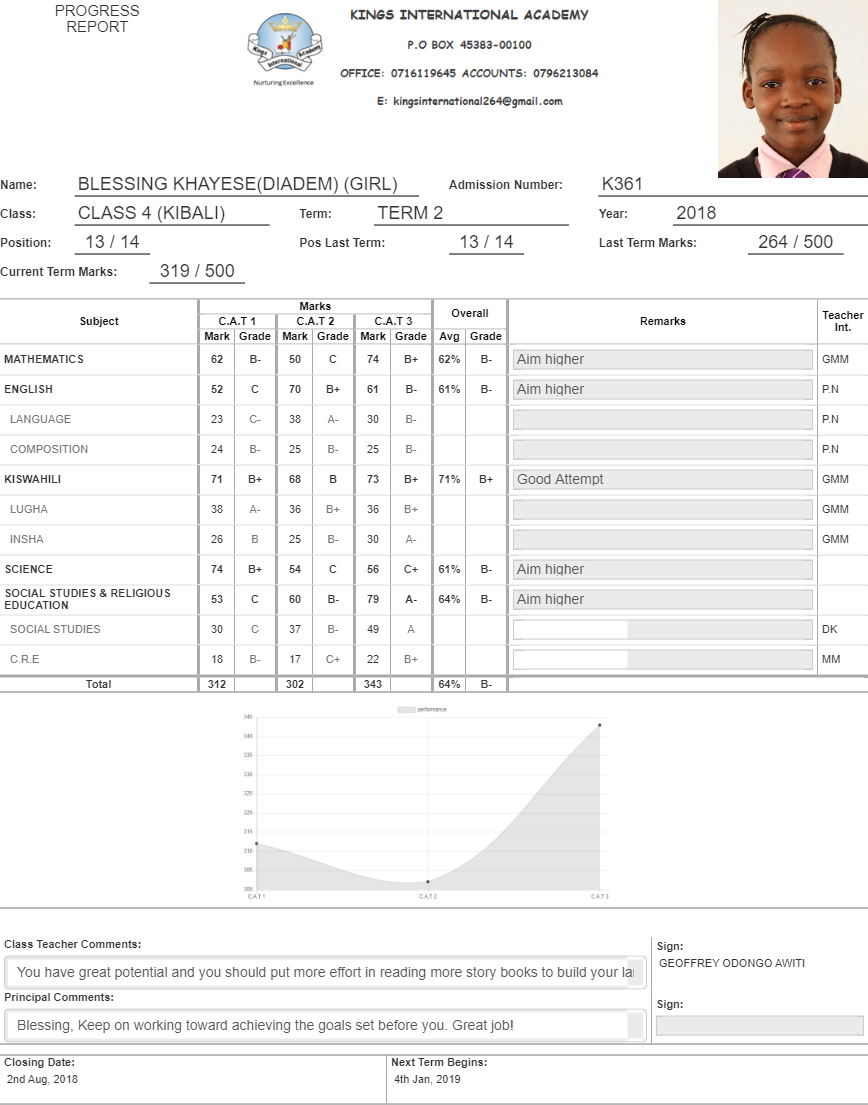 PROGRESS
REPORT
KINGS INTERNATIONAL ACADEMY
P.O BOX 45383-00100
OFFICE: 0716119645 ACCOUNTS: 0796213084
E: kingsinternational264@gmail.com
Kings International Academy
Nurturing Excellence
Name: BLESSING KHAYESE(DIADEM) (GIRL) Admission Number: K361
Class: CLASS 4 (KIBALI) Term: TERM 2 Year: 2018
Position: 13 / 14 Pos Last Term: 13 / 14 Last Term Marks: 264 / 500
Current Term Marks: 319 / 500
Subject Marks Overall Remarks Teacher Int.
C.A.T 1 C.A.T 2 C.A.T 3
Mark Grade Mark Grade Mark Grade Avg Grade
MATHEMATICS 62 B- 50 C 74 B+ 62% B- Aim higher GMM
ENGLISH 52 C 70 B+ 61 B- 61% B- Aim higher P.N
LANGUAGE 23 C- 38 A- 30 B- P.N
COMPOSITION 24 B- 25 B- 25 B- P.N
KISWAHILI 71 B+ 68 B 73 B+ 71% B+ Good Attempt GMM
LUGHA 38 A- 36 B+ 36 B+ GMM
INSHA 26 B 25 B- 30 A- GMM
SCIENCE 74 B+ 54 C 56 C+ 61% B- Aim higher
SOCIAL STUDIES & RELIGIOUS
EDUCATION 53 C 60 B- 79 A- 64% B- Aim higher
SOCIAL STUDIES 30 C 37 B- 49 A DK
C.R.E 18 B- 17 C+ 22 B+ MM
Total 312 302 343 64% B-
performance
345
340
335
330
325
320
315
310
305
300
CAT1 CAT2 CAT3
Class Teacher Comments:
You have great potential and you should put more effort in reading more story books to build your la
Sign:
GEOFFREY ODONGO AWITI
Principal Comments:
Blessing, Keep on working toward achieving the goals set before you. Great job!
Sign:
Closing Date:
2nd Aug, 2018
Next Term Begins:
4th Jan, 2019